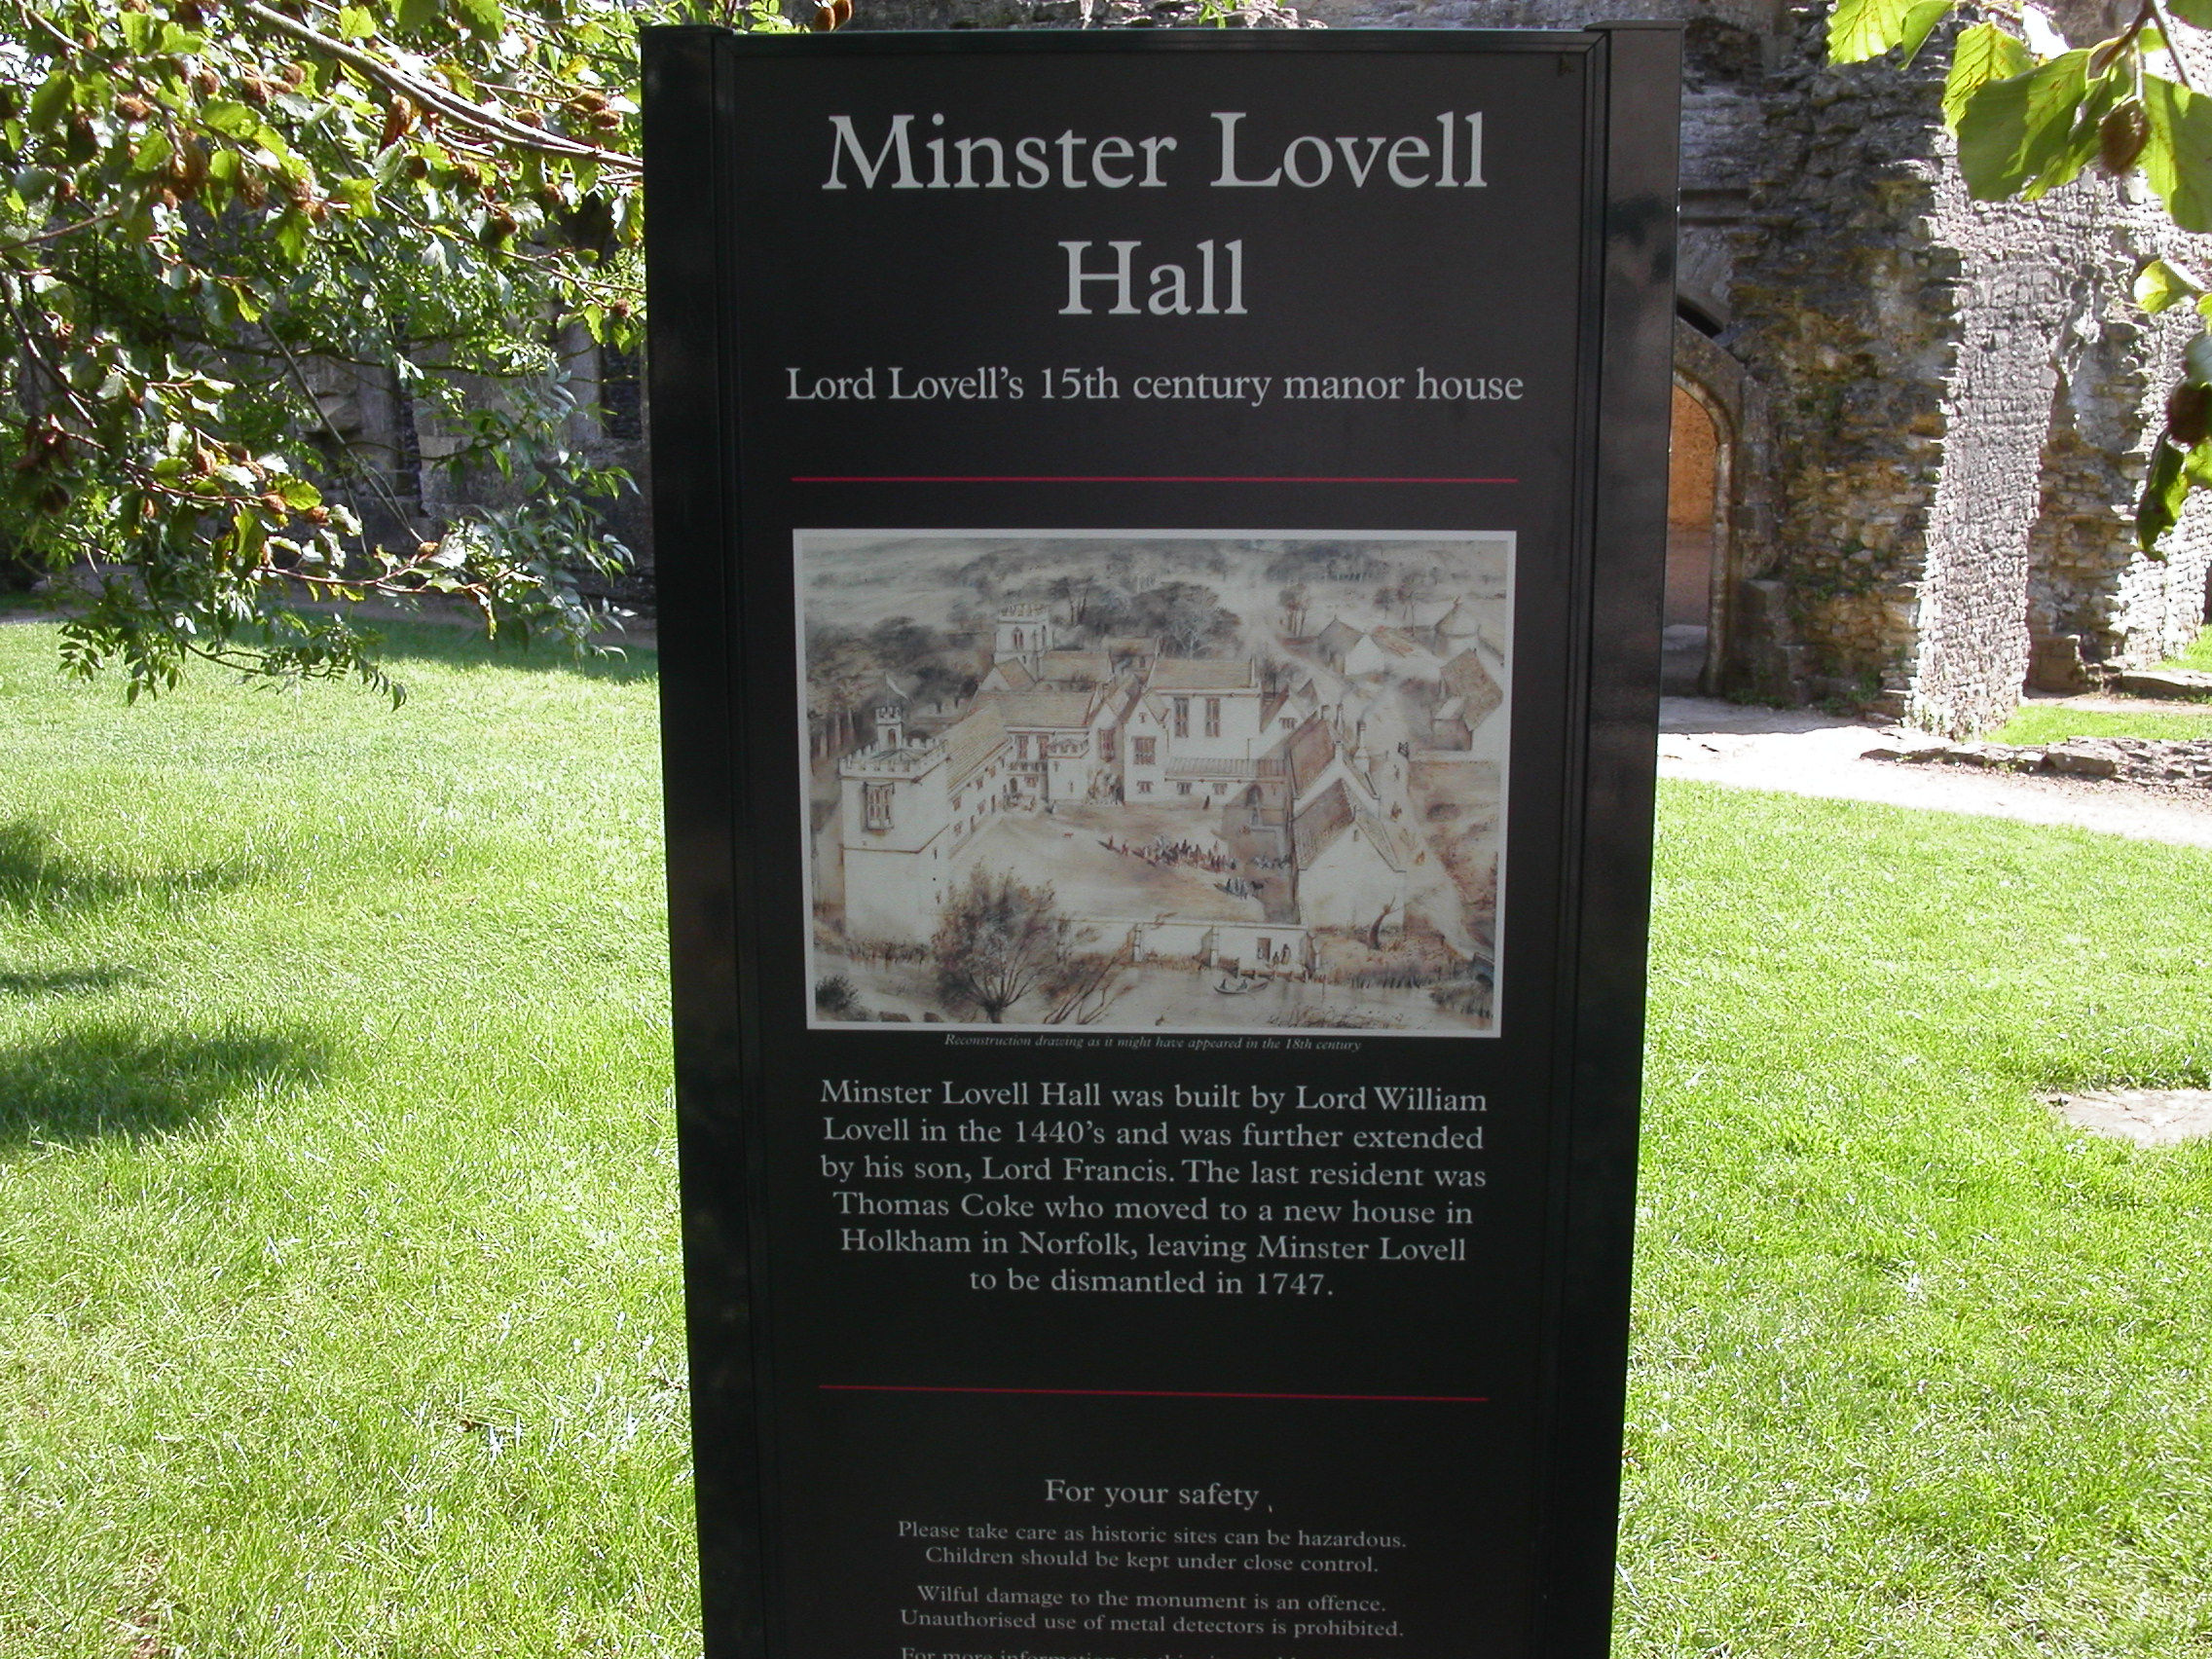 Minster Lovell
Hall
Lord Lovell's 15th century manor house
Reconstruction drawing as it might have appeared in the 18th century
Minster Lovell Hall was built by Lord William
Lovell in the 1440's and was further extended
by his son, Lord Francis. The last resident was
Thomas Coke who moved to a new house in
Holkham in Norfolk, leaving Minster Lovell
to be dismantled in 1747.
For your safety
Please take care as historic sites can be hazardous.
Children should be kept under close control.
Wilful damage to the monument is an offence.
Unauthorised use of metal detectors is prohibited.
For more information